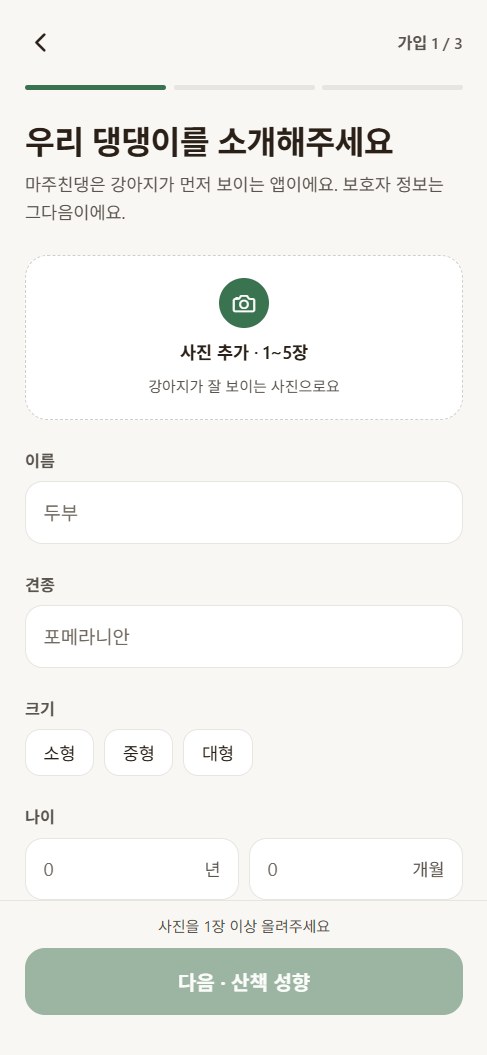 가입 1 / 3
우리 댕댕이를 소개해주세요
마주친댕은 강아지가 먼저 보이는 앱이에요. 보호자 정보는
그다음이에요.
사진 추가 · 1~5장
강아지가 잘 보이는 사진으로요
이름
두부
견종
포메라니안
크기
소형 중형 대형
나이
0 년 0 개월
사진을 1장 이상 올려주세요
다음 · 산책 성향